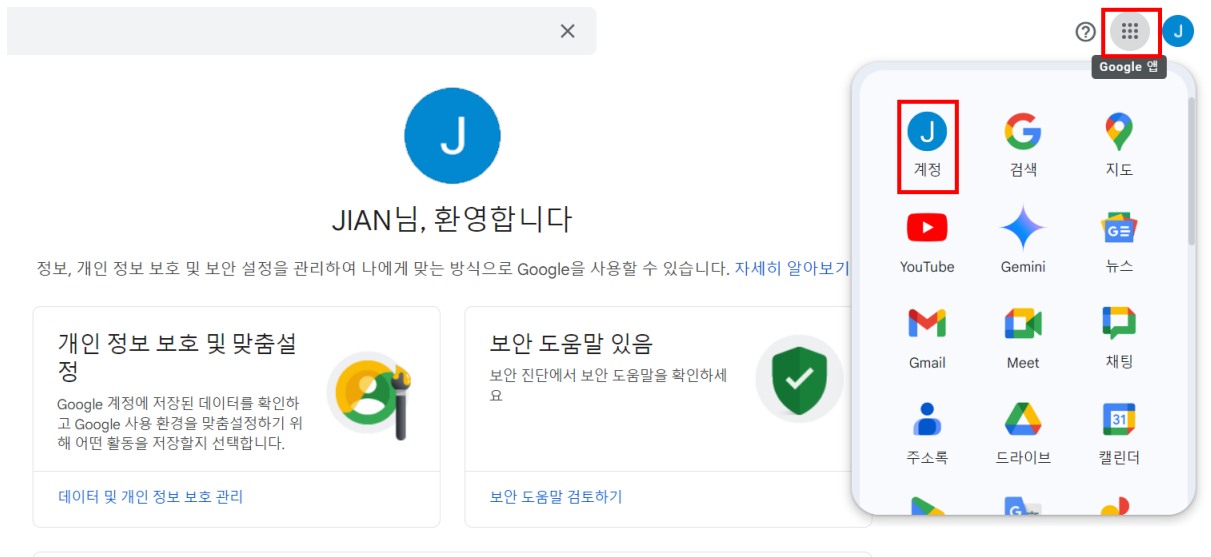 J
Google 앱
J
JIAN님, 환영합니다
정보, 개인 정보 보호 및 보안 설정을 관리하여 나에게 맞는 방식으로 Google을 사용할 수 있습니다. 자세히 알아보기
개인 정보 보호 및 맞춤설
정
Google 계정에 저장된 데이터를 확인하
고 Google 사용 환경을 맞춤설정하기 위
해 어떤 활동을 저장할지 선택합니다.
데이터 및 개인 정보 보호 관리
보안 도움말 있음
보안 진단에서 보안 도움말을 확인하세
요
보안 도움말 검토하기
J
계정
검색
지도
YouTube
Gemini
G
뉴스
Gmail
Meet
채팅
주소록
드라이브
31
캘린더
G